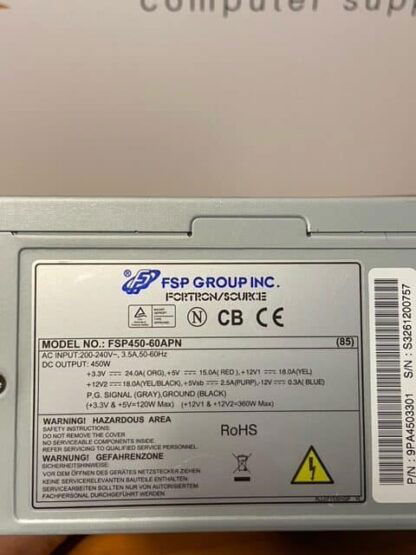 computer supp
FSP GROUP INC.
FORTRON/SOURCE
N CB CE
MODEL NO.: FSP450-60APN (85)
AC INPUT:200-240V~, 3.5A,50-60Hz
DC OUTPUT: 450W
+3.3V ⎓ 24.0A( ORG), +5V ⎓ 15.0A( RED ), +12V1 ⎓ 18.0A(YEL)
+12V2 ⎓ 18.0A(YEL/BLACK), +5Vsb ⎓ 2.5A(PURPL),-12V ⎓ 0.3A( BLUE)
P.G. SIGNAL (GRAY),GROUND (BLACK)
(+3.3V & +5V=120W Max) (+12V1 & +12V2=360W Max)
WARNING! HAZARDOUS AREA
SAFETY INSTRUCTIONS:
DO NOT REMOVE THE COVER
NO SERVICEABLE COMPONENTS INSIDE.
REFER SERVICING TO QUALIFIED SERVICE PERSONNEL.
WARNUNG! GEFAHRENZONE
SICHERHEITSHINWEIS:
VOR DEM ÖFFNEN DES GERÄTES NETZSTECKER ZIEHEN
KEINE SERVICERELEVANTEN BAUTEILE ENTHALTEN
SERVICEARBEITEN SOLLTEN NUR VON AUTORISIERTEM
FACHPERSONAL DURCHGEFÜHRT WERDEN
RoHS
P/N : 9PA4503301 S/N : S3261200757